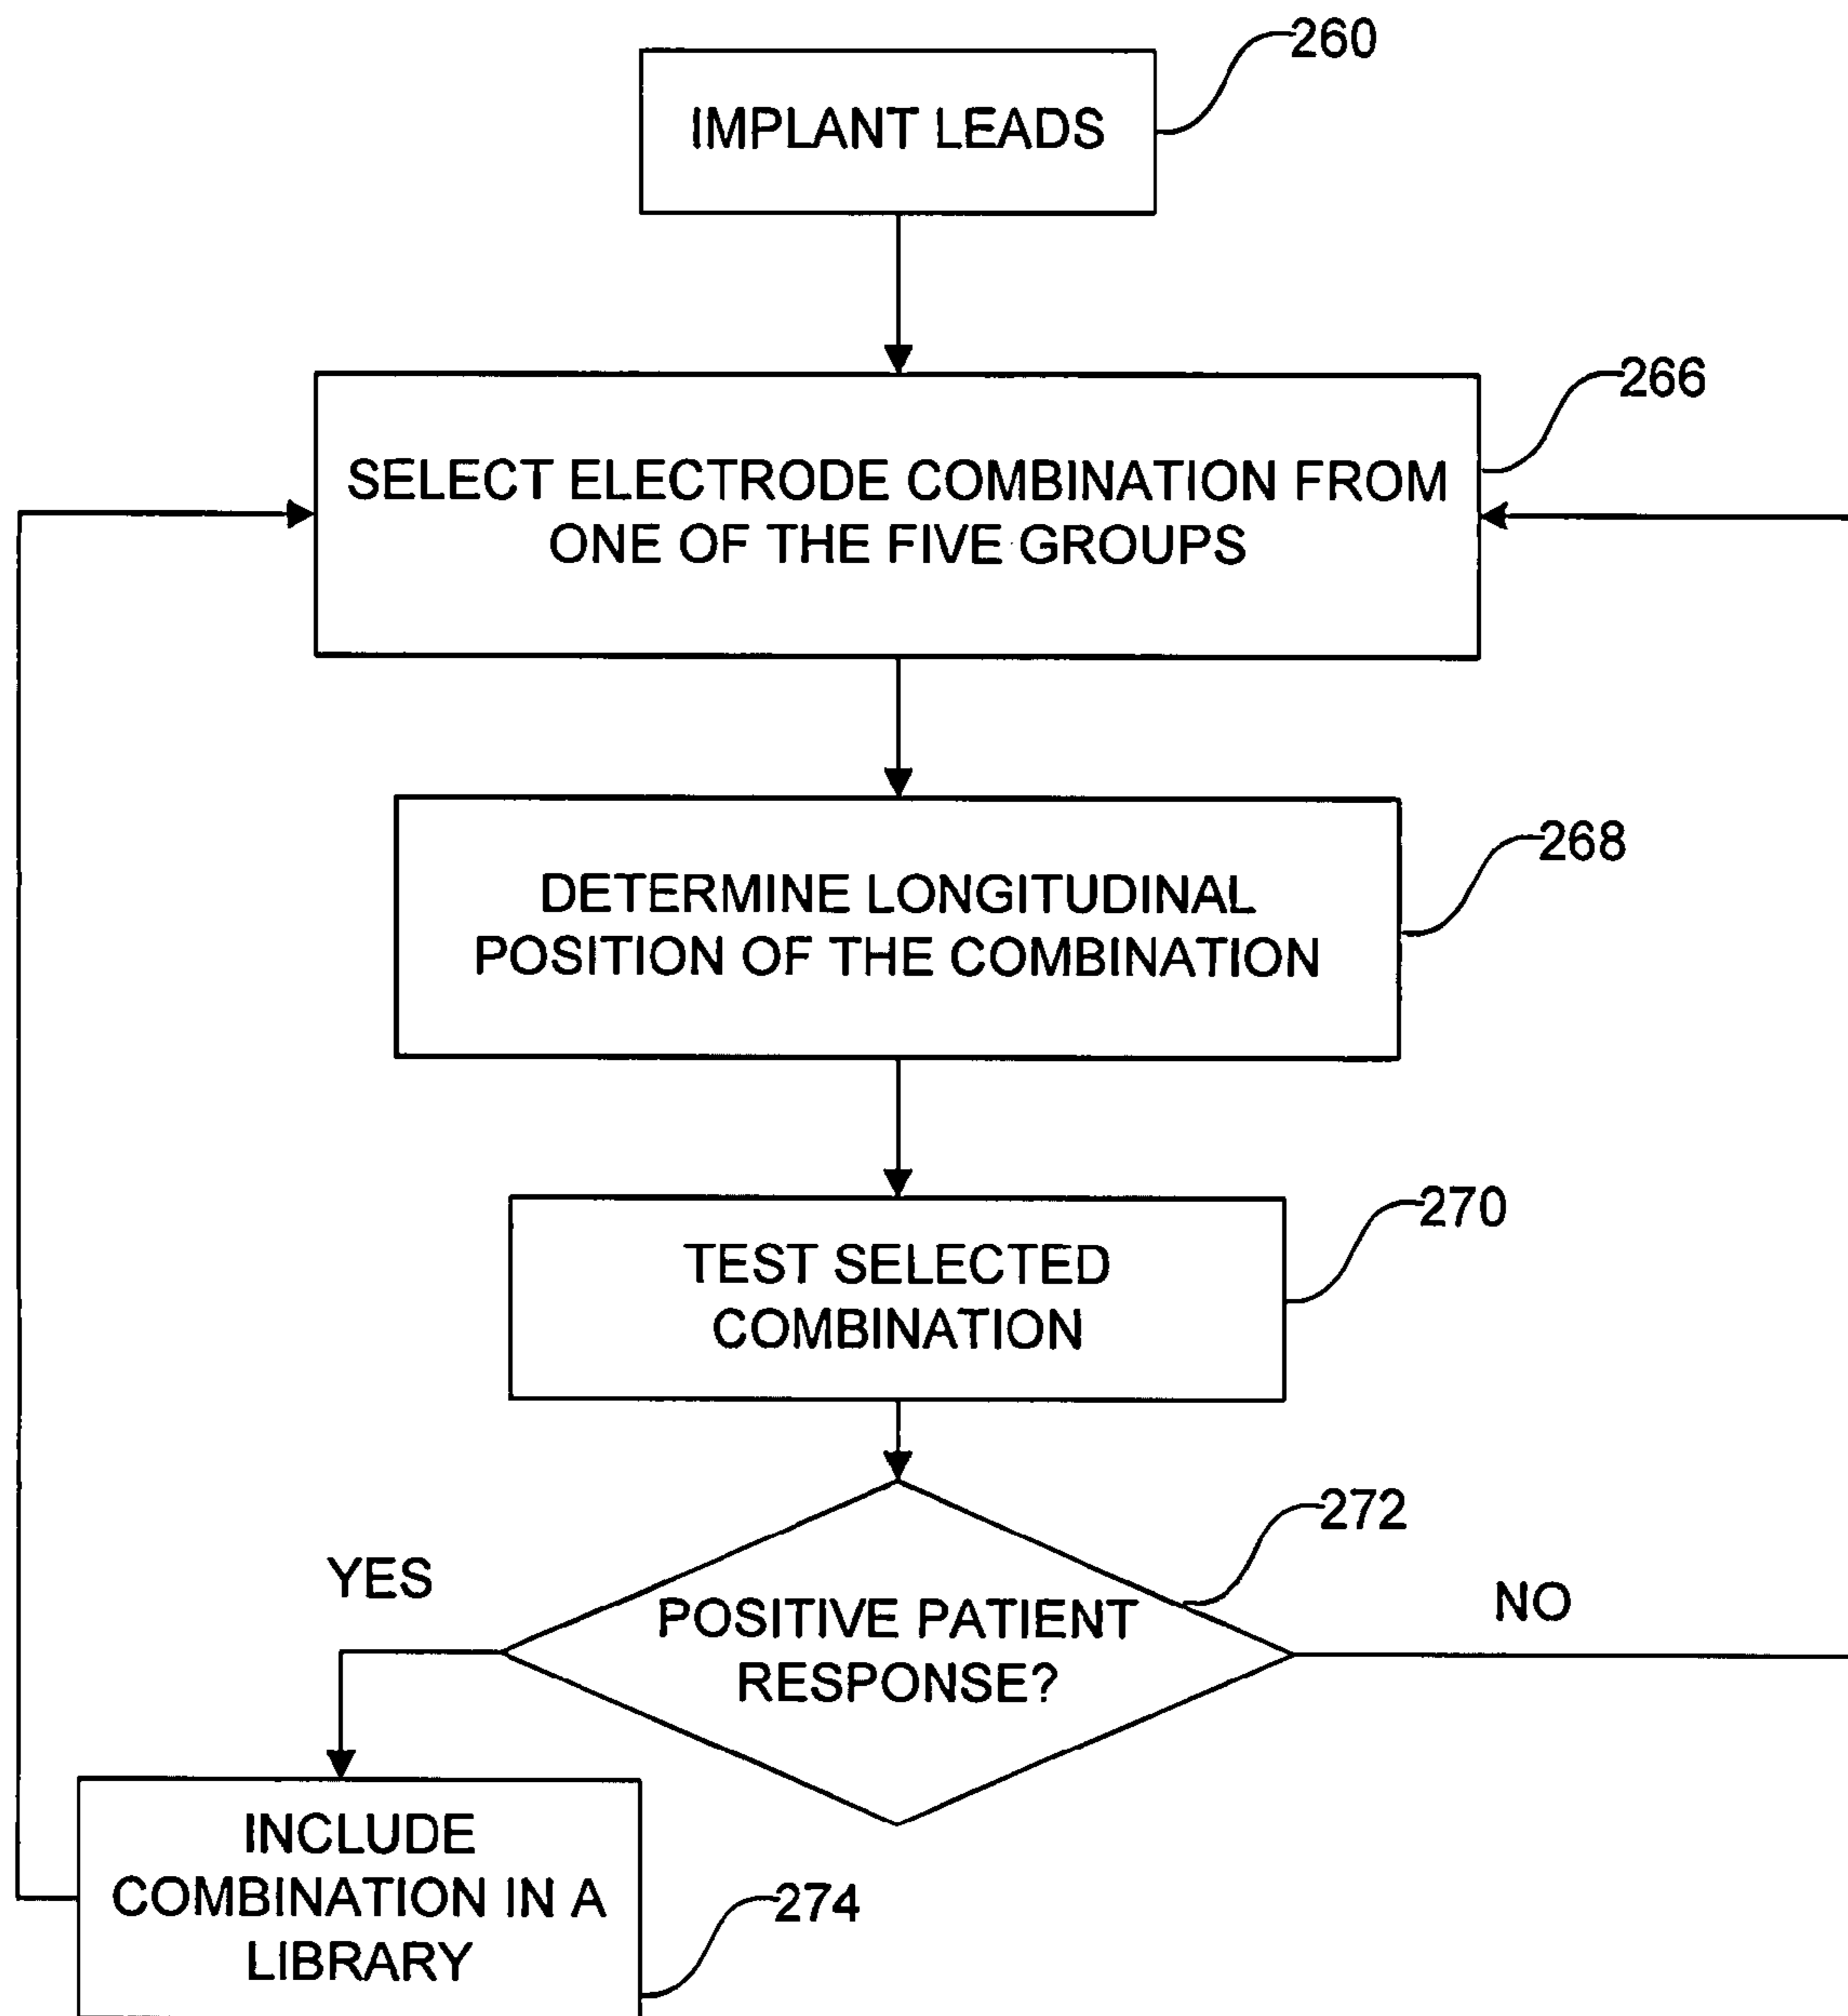 260
IMPLANT LEADS
266
SELECT ELECTRODE COMBINATION FROM
ONE OF THE FIVE GROUPS
268
DETERMINE LONGITUDINAL
POSITION OF THE COMBINATION
270
TEST SELECTED
COMBINATION
272
YES
NO
POSITIVE PATIENT
RESPONSE?
INCLUDE
COMBINATION IN A
LIBRARY
274